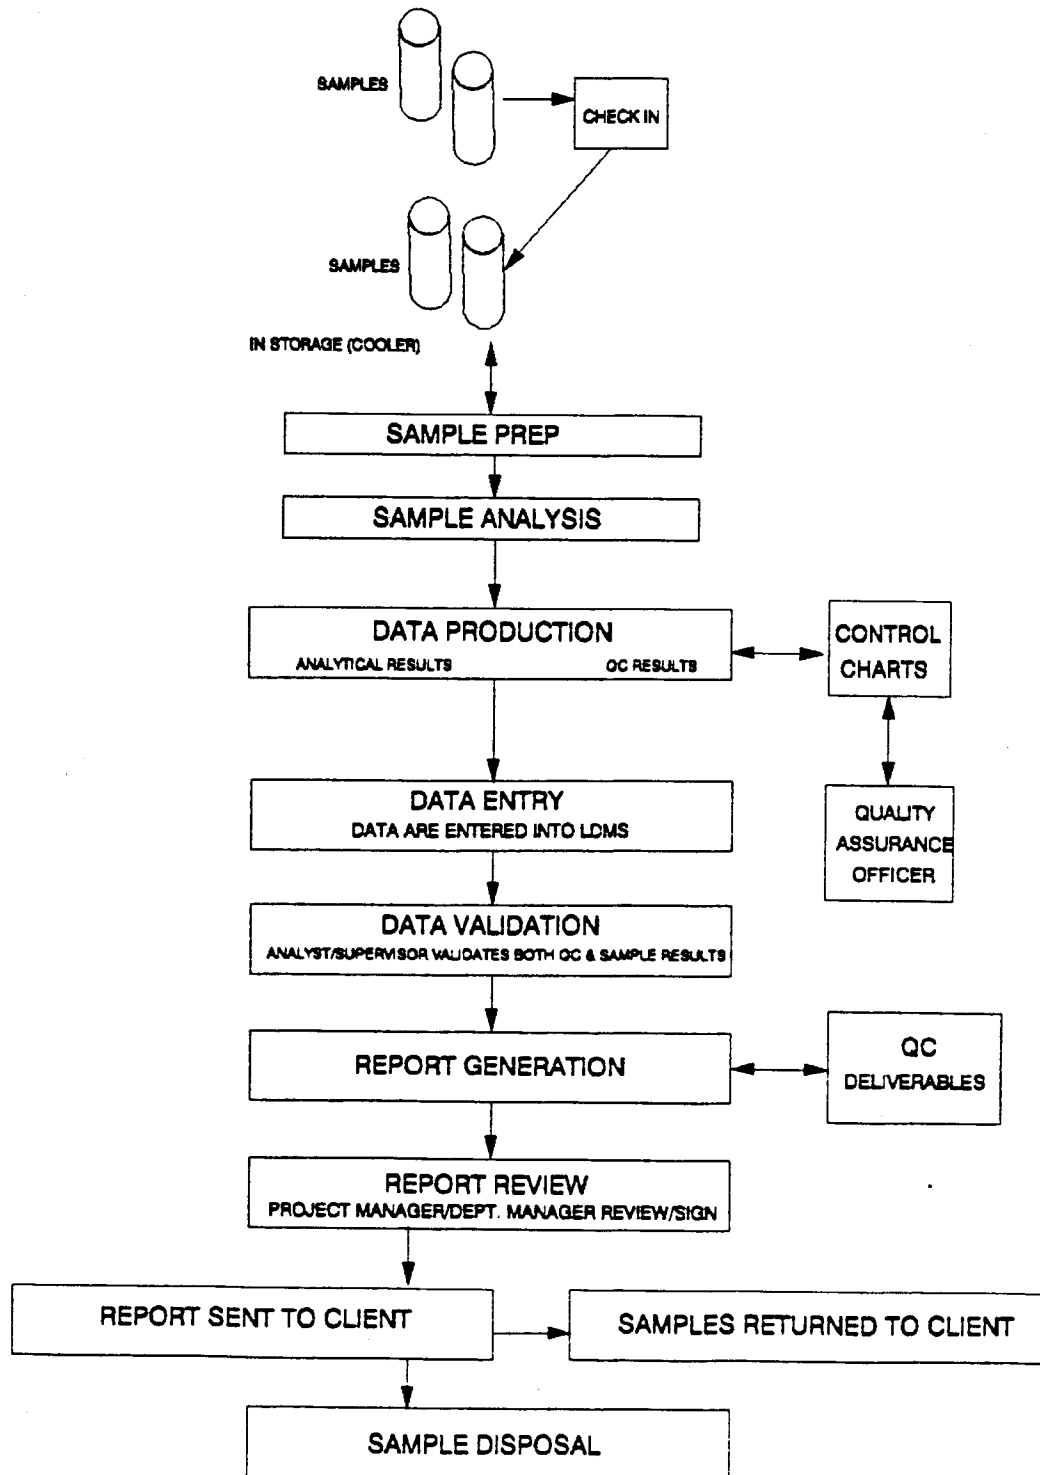 SAMPLES
CHECK IN
SAMPLES
IN STORAGE (COOLER)
SAMPLE PREP
SAMPLE ANALYSIS
DATA PRODUCTION
ANALYTICAL RESULTS
QC RESULTS
CONTROL
CHARTS
DATA ENTRY
DATA ARE ENTERED INTO LDMS
QUALITY
ASSURANCE
OFFICER
DATA VALIDATION
ANALYST/SUPERVISOR VALIDATES BOTH QC & SAMPLE RESULTS
REPORT GENERATION
QC
DELIVERABLES
REPORT REVIEW
PROJECT MANAGER/DEPT. MANAGER REVIEW/SIGN
REPORT SENT TO CLIENT
SAMPLES RETURNED TO CLIENT
SAMPLE DISPOSAL